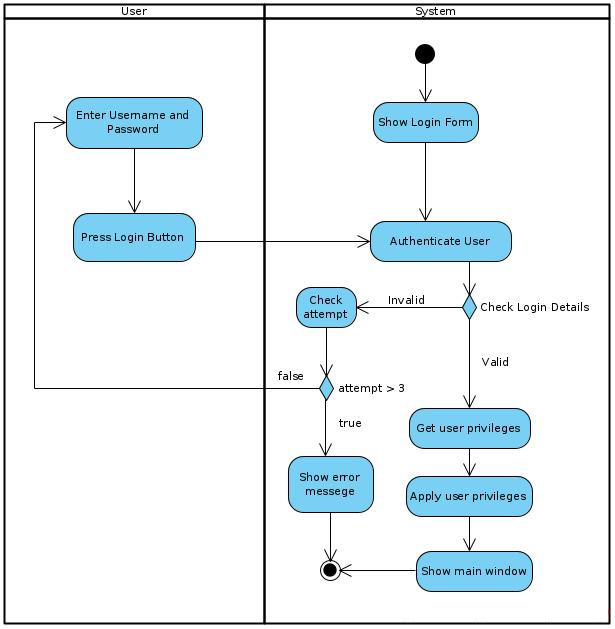 User
System
Enter Username and
Password
Show Login Form
Press Login Button
Authenticate User
Check
attempt
Invalid
Check Login Details
false
attempt > 3
Valid
true
Get user privileges
Show error
messege
Apply user privileges
Show main window